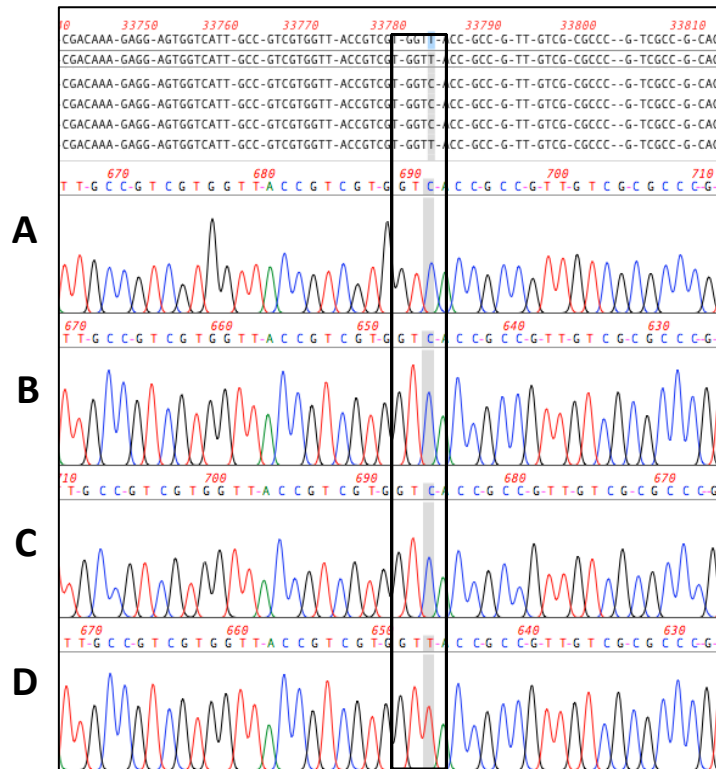 40 33750 33760 33770 33780 33790 33800 33810
CGACAAA-GAGG-AGTGGTCATT-GCC-GTCGTGGTT-ACCGTCGT-GGTT-ACC-GCC-G-TT-GTCG-CGCCC--G-TCGCC-G-CAC
CGACAAA-GAGG-AGTGGTCATT-GCC-GTCGTGGTT-ACCGTCGT-GGTT-ACC-GCC-G-TT-GTCG-CGCCC--G-TCGCC-G-CAC
CGACAAA-GAGG-AGTGGTCATT-GCC-GTCGTGGTT-ACCGTCGT-GGTC-ACC-GCC-G-TT-GTCG-CGCCC--G-TCGCC-G-CAC
CGACAAA-GAGG-AGTGGTCATT-GCC-GTCGTGGTT-ACCGTCGT-GGTC-ACC-GCC-G-TT-GTCG-CGCCC--G-TCGCC-G-CAC
CGACAAA-GAGG-AGTGGTCATT-GCC-GTCGTGGTT-ACCGTCGT-GGTC-ACC-GCC-G-TT-GTCG-CGCCC--G-TCGCC-G-CAC
CGACAAA-GAGG-AGTGGTCATT-GCC-GTCGTGGTT-ACCGTCGT-GGTT-ACC-GCC-G-TT-GTCG-CGCCC--G-TCGCC-G-CAC
670 680 690 700 710
T T-G C C-G T C G T G G T T-A C C G T C G T-G G T C-A C C-G C C-G-T T-G T C G-C G C C C-G-
A
670 660 650 640 630
T T-G C C-G T C G T G G T T-A C C G T C G T-G G T C-A C C-G C C-G-T T-G T C G-C G C C C-G-
B
710 700 690 680 670
T-G C C-G T C G T G G T T-A C C G T C G T-G G T C-A C C-G C C-G-T T-G T C G-C G C C C-G
C
670 660 650 640 630
T T-G C C-G T C G T G G T T-A C C G T C G T-G G T T-A C C-G C C-G-T T-G T C G-C G C C C-G-
D